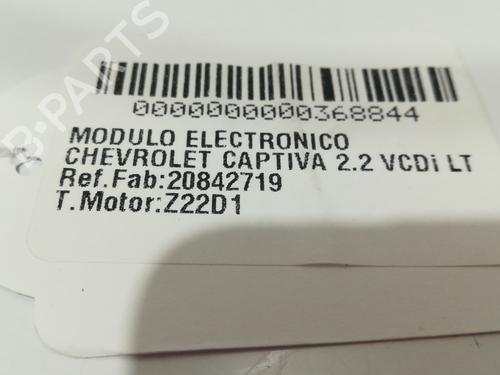 0000000000368844
MODULO ELECTRONICO
CHEVROLET CAPTIVA 2.2 VCDi LT
Ref.Fab:20842719
T.Motor:Z22D1
B-PARTS